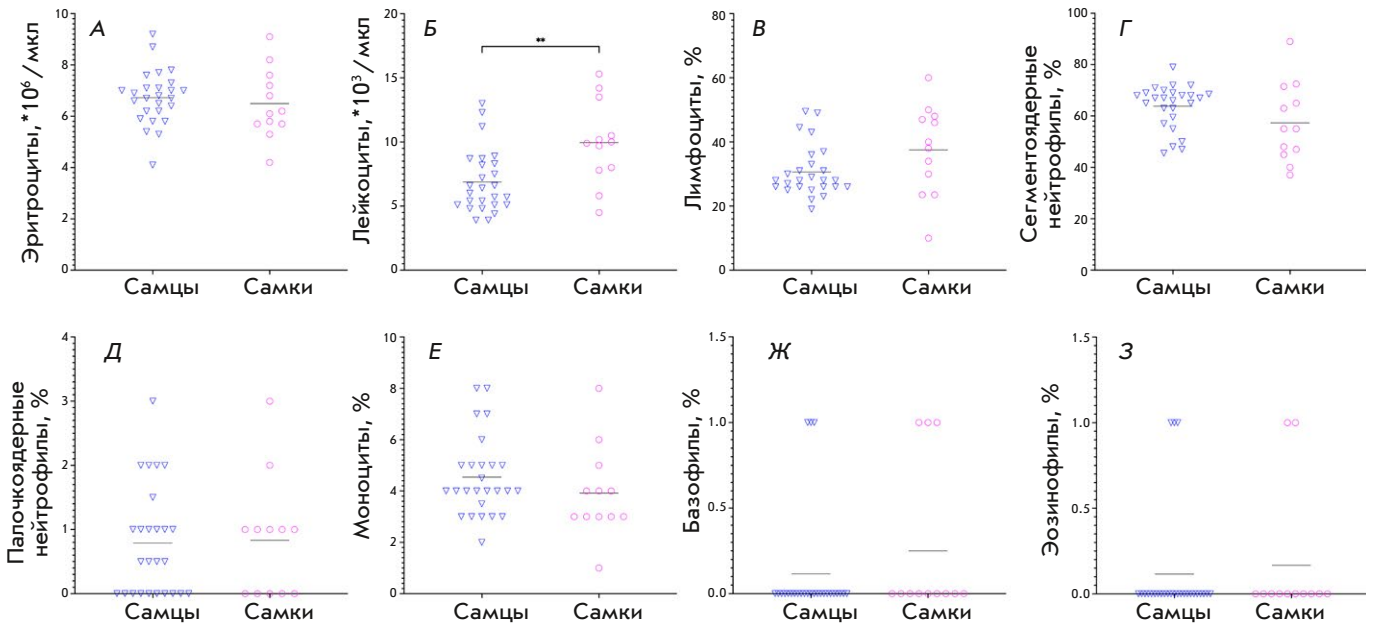 А
Эритроциты, *10⁶ / мкл
10
8
6
4
2
0
Самцы
Самки
Б
Лейкоциты, *10³ / мкл
20
15
10
5
0
**
Самцы
Самки
В
Лимфоциты, %
80
60
40
20
0
Самцы
Самки
Г
Сегментоядерные
нейтрофилы, %
100
80
60
40
20
0
Самцы
Самки
Д
Палочкоядерные
нейтрофилы, %
4
3
2
1
0
Самцы
Самки
Е
Моноциты, %
10
8
6
4
2
0
Самцы
Самки
Ж
Базофилы, %
1.5
1.0
0.5
0.0
Самцы
Самки
З
Эозинофилы, %
1.5
1.0
0.5
0.0
Самцы
Самки